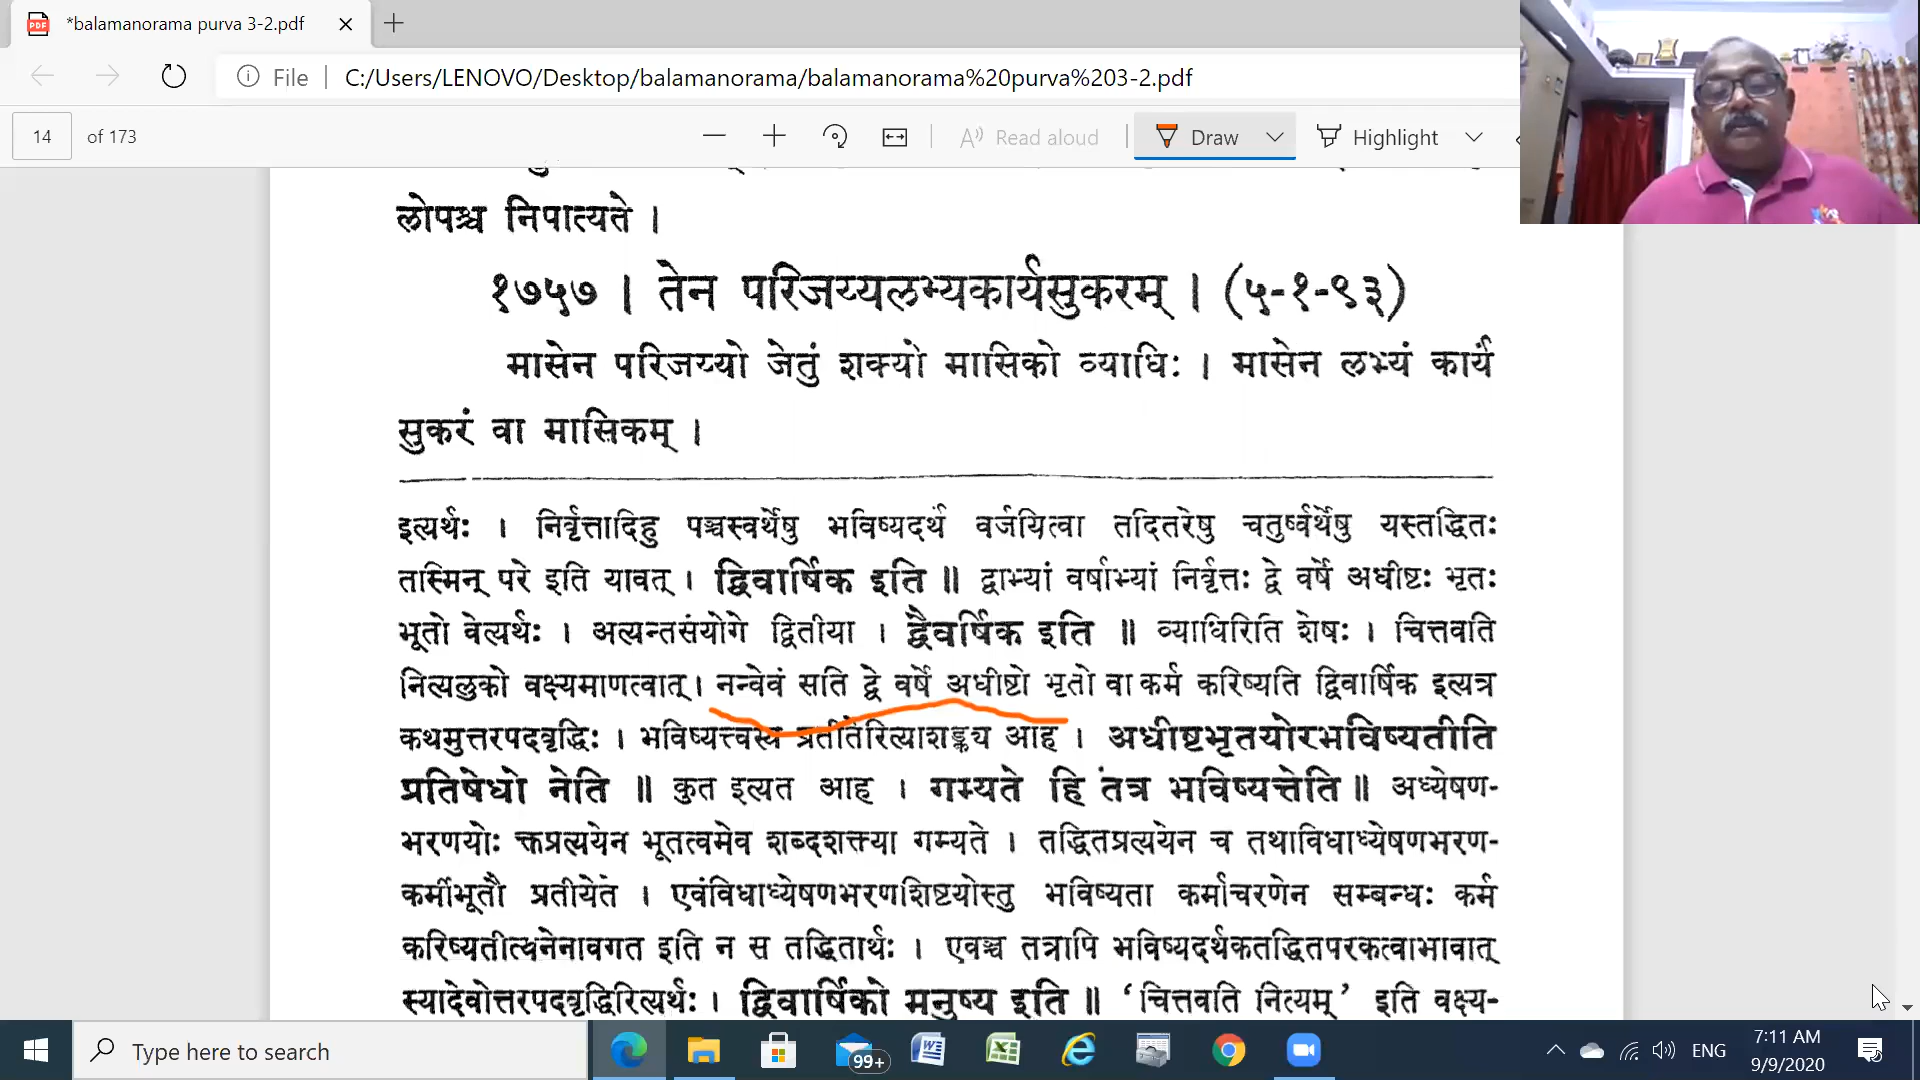 *balamanorama purva 3-2.pdf
File | C:/Users/LENOVO/Desktop/balamanorama/balamanorama%20purva%203-2.pdf
14 of 173 Read aloud Draw Highlight
लोपश्च निपात्यते ।
१७५७ । तेन परिजय्यलभ्यकार्यसुकरम् । (५-१-९३)
मासेन परिजय्यो जेतुं शक्यो मासिको व्याधिः । मासेन लभ्यं कार्यं
सुकरं वा मासिकम् ।
इत्यर्थः । निर्वृत्तादिहु पञ्चस्वर्थेषु भविष्यदर्थं वर्जयित्वा तदितरेषु चतुर्ष्वर्थेषु यस्तद्धितः
तास्मिन् परे इति यावत् । द्विवार्षिक इति ॥ द्वाभ्यां वर्षाभ्यां निर्वृत्तः द्वे वर्षे अधीष्टः भृतः
भूतो वेत्यर्थः । अत्यन्तसंयोगे द्वितीया । द्वैवर्षिक इति ॥ व्याधिरिति शेषः । चित्तवति
नित्यलुको वक्ष्यमाणत्वात् । नन्वेवं सति द्वे वर्षे अधीष्टो भृतो वा कर्म करिष्यति द्विवार्षिक इत्यत्र
कथमुत्तरपदवृद्धिः । भविष्यत्त्वस्य प्रतीतेरित्याशङ्क्य आह । अधीष्टभृतयोरभविष्यतीति
प्रतिषेधो नेति ॥ कुत इत्यत आह । गम्यते हि तत्र भविष्यत्तेति ॥ अध्येषण-
भरणयोः क्तप्रत्ययेन भूतत्वमेव शब्दशक्त्या गम्यते । तद्धितप्रत्ययेन च तथाविधाध्येषणभरण-
कर्मीभूतौ प्रतीयेते । एवंविधाध्येषणभरणशिष्टयोस्तु भविष्यता कर्माचरणेन सम्बन्धः कर्म
करिष्यतीत्यनेनावगत इति न स तद्धितार्थः । एवञ्च तत्रापि भविष्यदर्थकतद्धितपरकत्वाभावात्
स्यादेवोत्तरपदवृद्धिरित्यर्थः । द्विवार्षिको मनुष्य इति ॥ ‘चित्तवति नित्यम्’ इति वक्ष्य-
Type here to search 99+ ENG 7:11 AM
9/9/2020